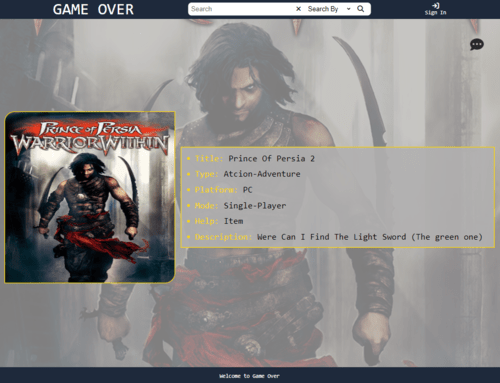 GAME OVER
Search
Search By
Sign In
PRINCE OF PERSIA
WARRIOR WITHIN
Title: Prince Of Persia 2
Type: Atcion-Adventure
Platform: PC
Mode: Single-Player
Help: Item
Description: Were Can I Find The Light Sword (The green one)
Welcome to Game Over